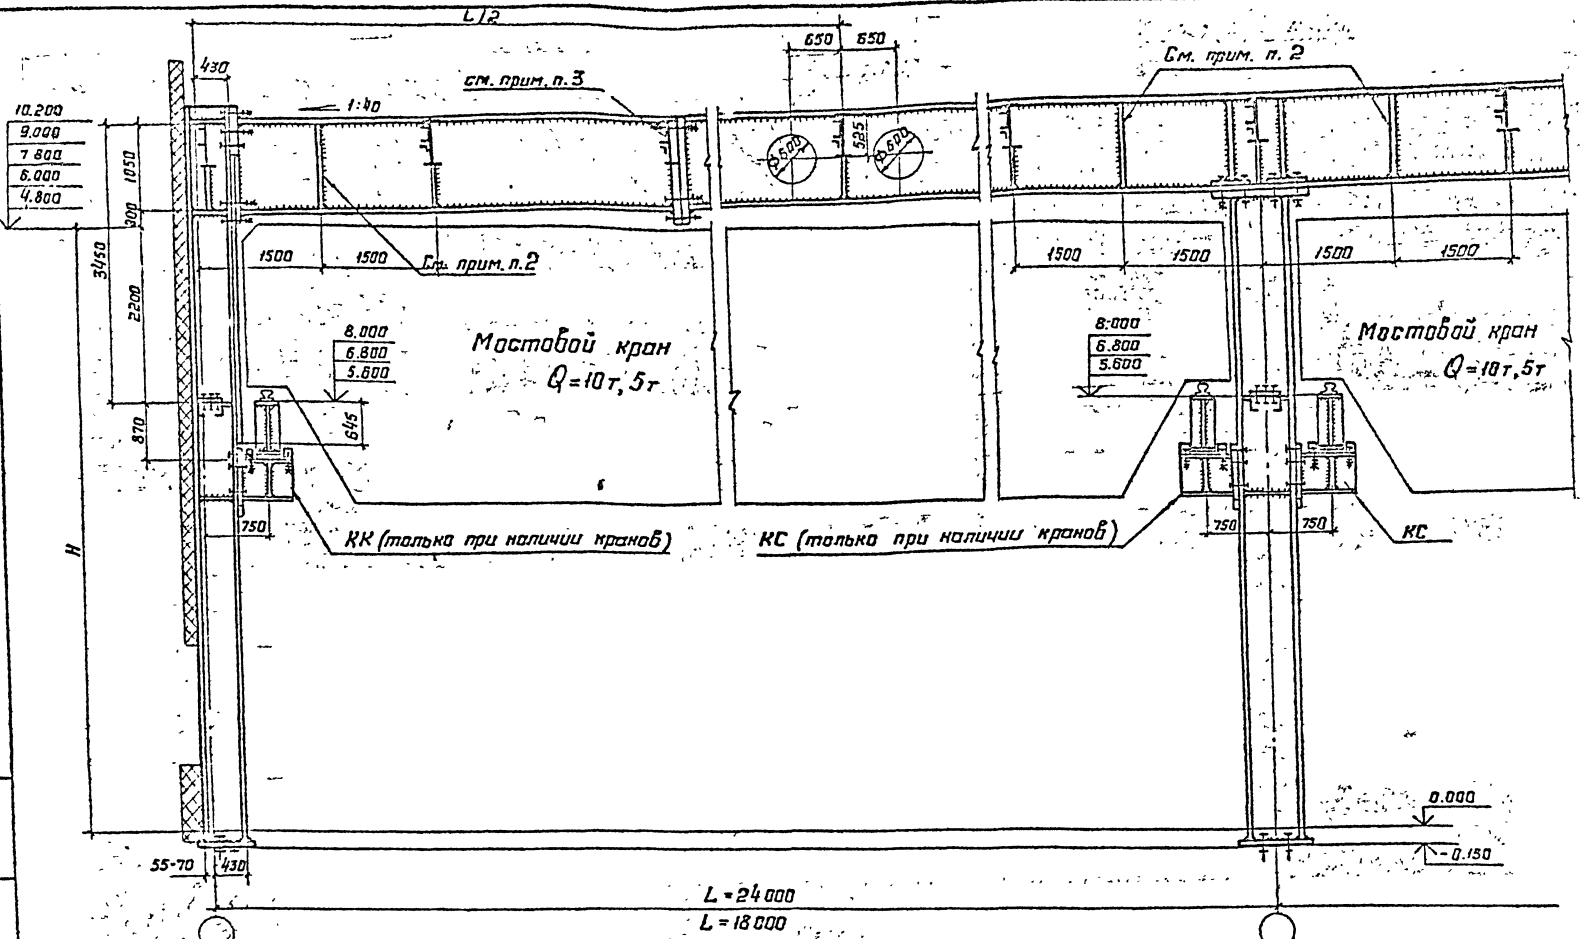 L/2
650 650
430
см. прим. п. 3
См. прим. п. 2
1:40
10.200
9.000
7.800
6.000
4.800
1050
300
3450
2200
870
H
Ф600
525
Ф600
1500 1500
См. прим. п. 2
1500 1500 1500 1500
8.000
6.800
5.600
Мостовой кран
Q=10т, 5т
8.000
6.800
5.600
Мостовой кран
Q=10т, 5т
645
750
КК (только при наличии кранов)
КС (только при наличии кранов)
750 750
КС
0.000
-0.150
55-70 430
L=24000
L=18000